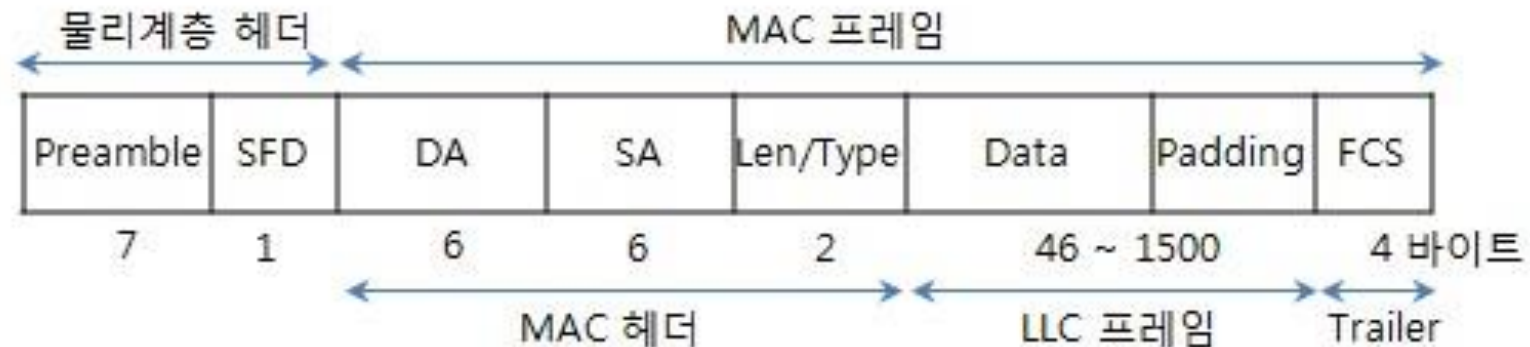 물리계층 헤더 MAC 프레임
Preamble SFD DA SA Len/Type Data Padding FCS
7 1 6 6 2 46 ~ 1500 4 바이트
MAC 헤더 LLC 프레임 Trailer